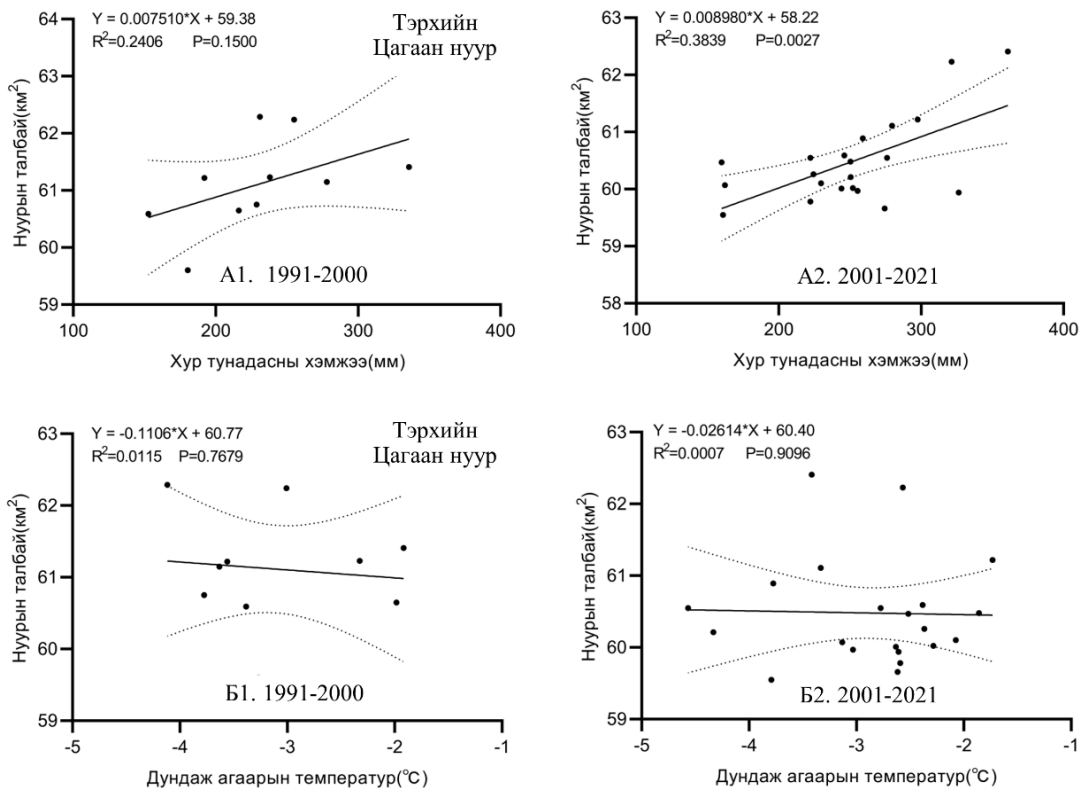 Y = 0.007510*X + 59.38
R²=0.2406 P=0.1500
Тэрхийн
Цагаан нуур
64
63
62
61
60
59
Нуурын талбай(км²)
А1. 1991-2000
100
200
300
400
Хур тунадасны хэмжээ(мм)
Y = 0.008980*X + 58.22
R²=0.3839 P=0.0027
63
62
61
60
59
58
Нуурын талбай(км²)
А2. 2001-2021
100
200
300
400
Хур тунадасны хэмжээ(мм)
Y = -0.1106*X + 60.77
R²=0.0115 P=0.7679
Тэрхийн
Цагаан нуур
63
62
61
60
59
Нуурын талбай(км²)
Б1. 1991-2000
-5
-4
-3
-2
-1
Дундаж агаарын температур(℃)
Y = -0.02614*X + 60.40
R²=0.0007 P=0.9096
63
62
61
60
59
Нуурын талбай(км²)
Б2. 2001-2021
-5
-4
-3
-2
-1
Дундаж агаарын температур(℃)